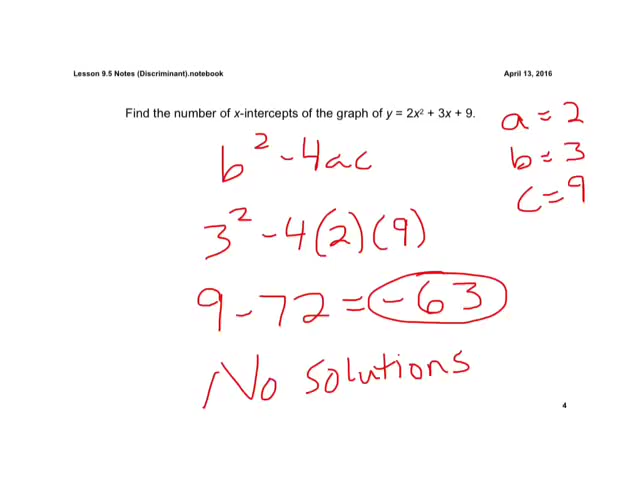 Lesson 9.5 Notes (Discriminant).notebook April 13, 2016
Find the number of x-intercepts of the graph of y = 2x² + 3x + 9.
a = 2
b = 3
c = 9
b² - 4ac
3² - 4(2)(9)
9 - 72 = -63
No solutions
4